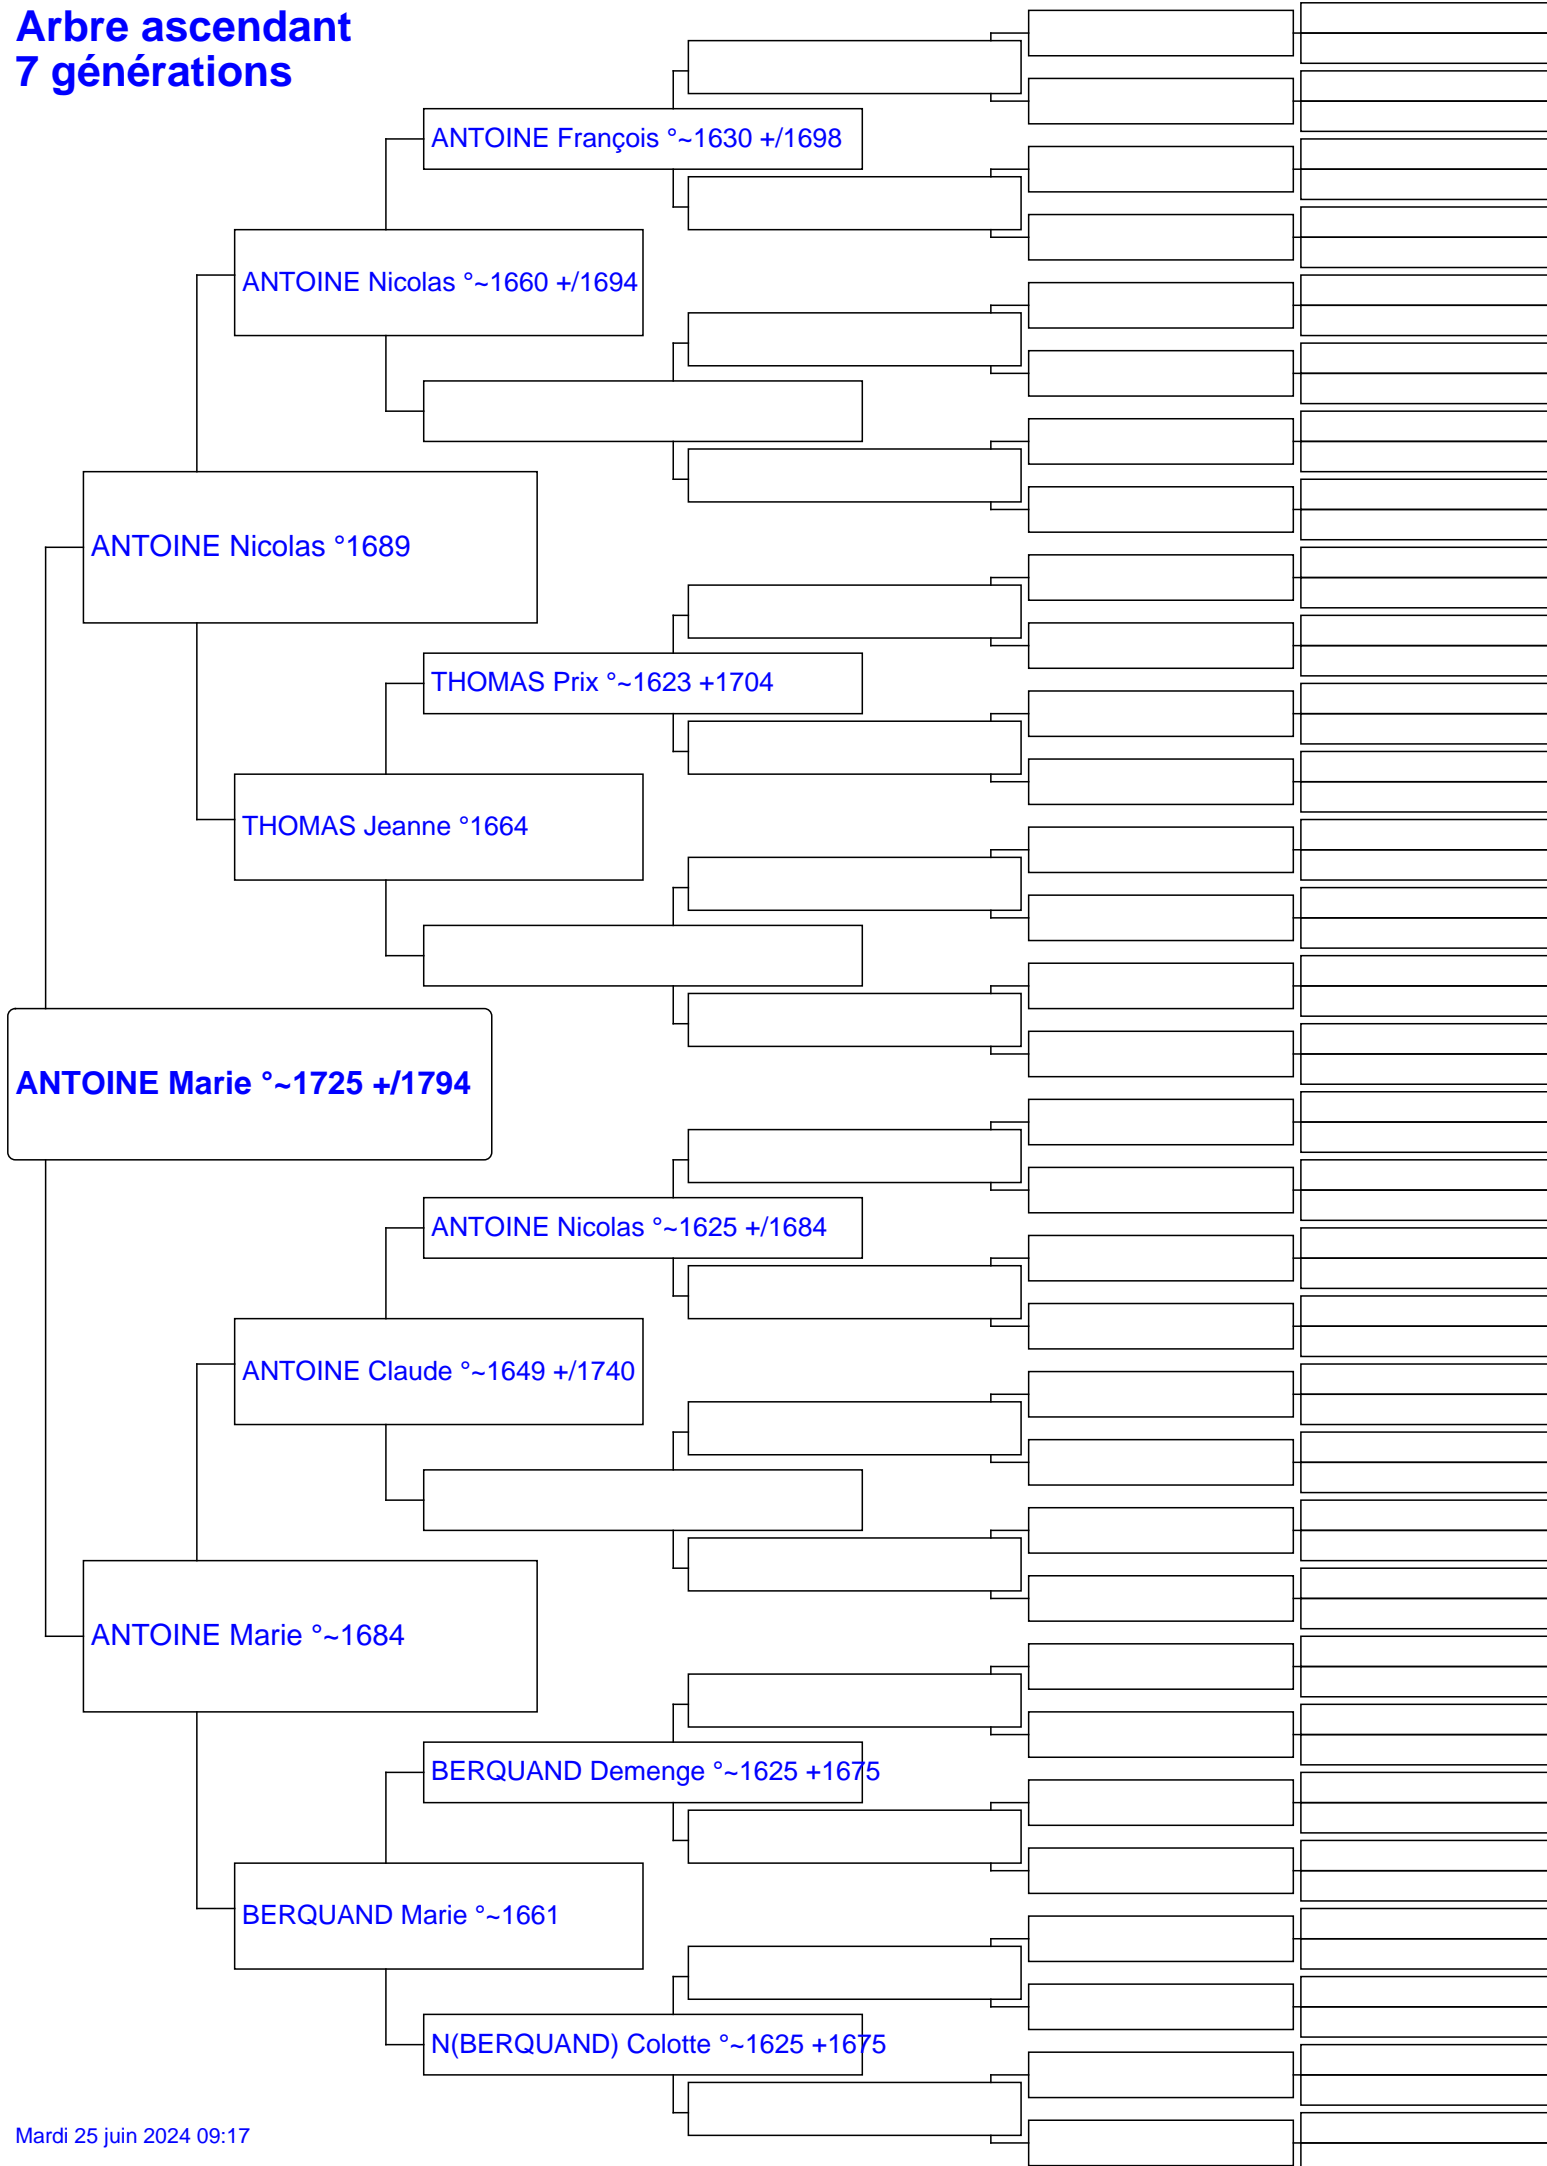 Arbre ascendant
7 générations
ANTOINE François °~1630 +/1698
ANTOINE Nicolas °~1660 +/1694
ANTOINE Nicolas °1689
THOMAS Prix °~1623 +1704
THOMAS Jeanne °1664
ANTOINE Marie °~1725 +/1794
ANTOINE Nicolas °~1625 +/1684
ANTOINE Claude °~1649 +/1740
ANTOINE Marie °~1684
BERQUAND Demenge °~1625 +1675
BERQUAND Marie °~1661
N(BERQUAND) Colotte °~1625 +1675
Mardi 25 juin 2024 09:17